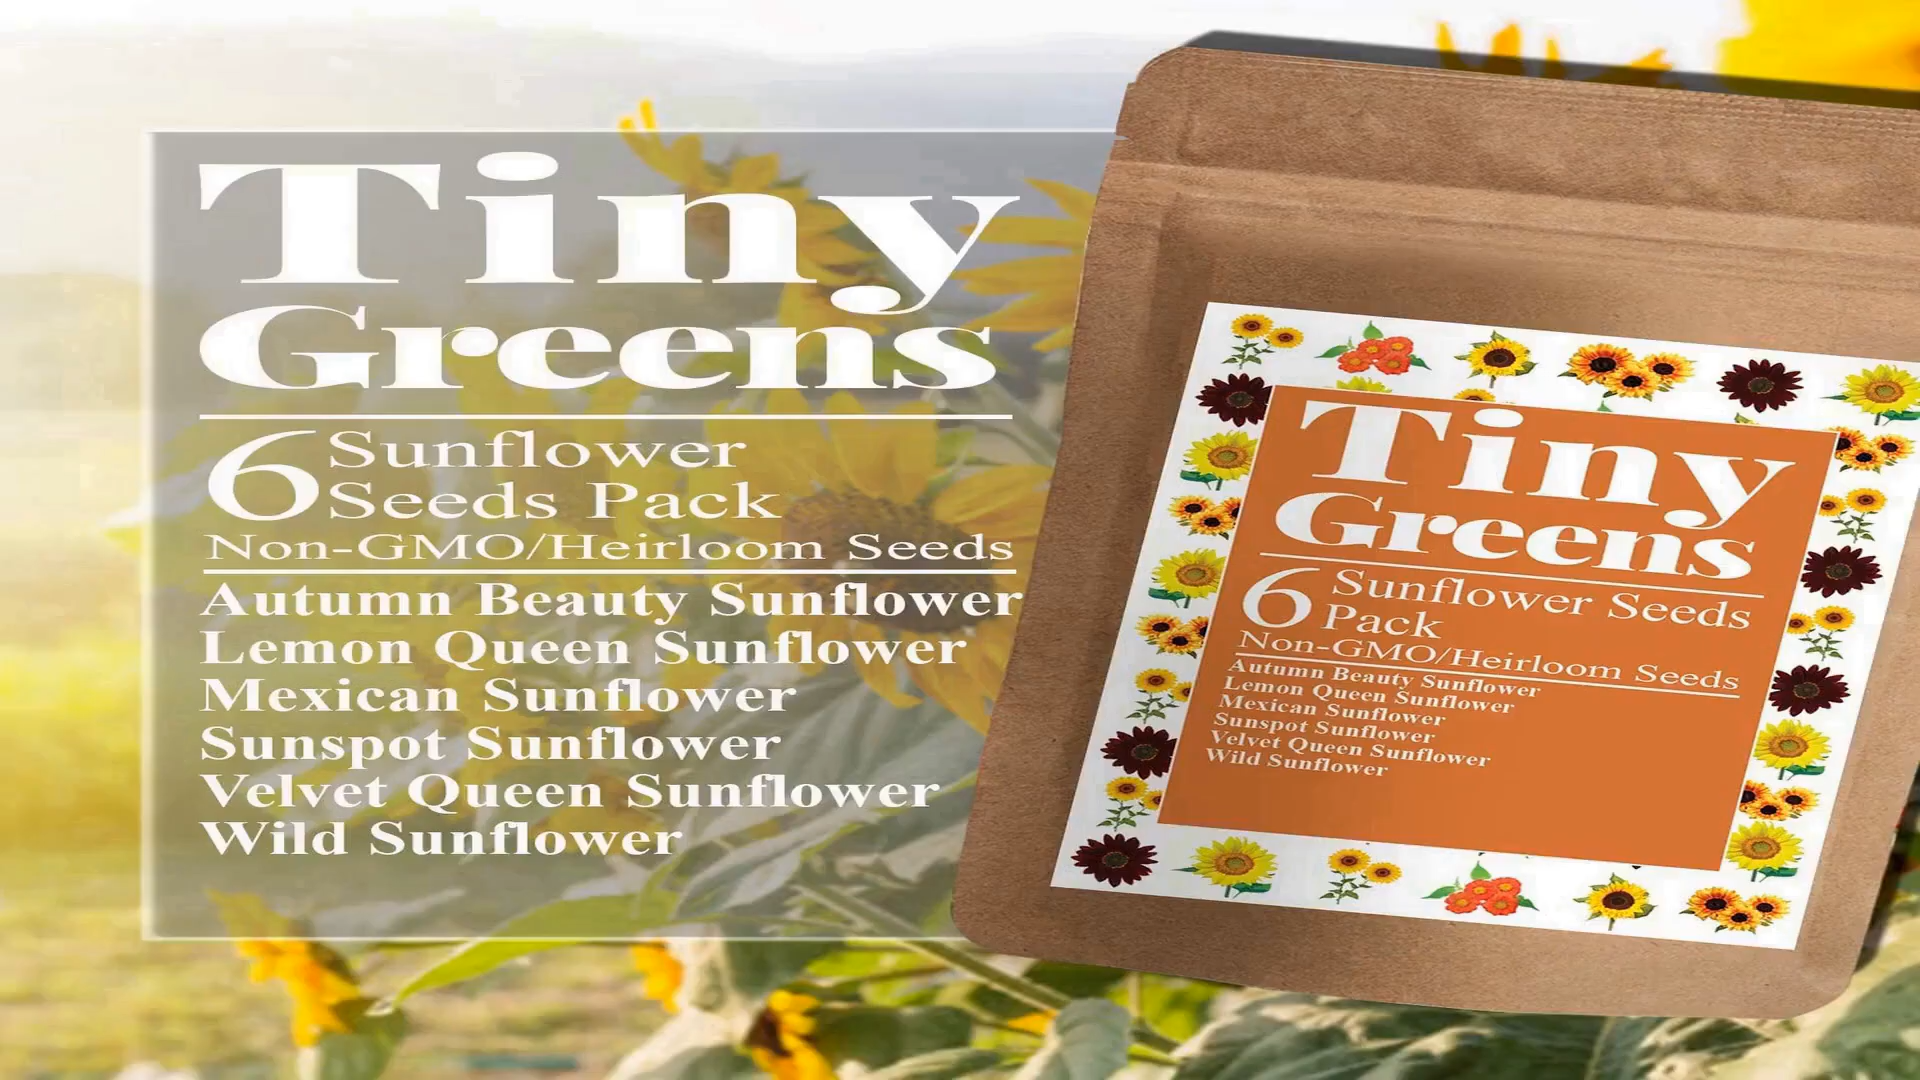 Tiny
Greens
6 Sunflower
Seeds Pack
Non-GMO/Heirloom Seeds
Autumn Beauty Sunflower
Lemon Queen Sunflower
Mexican Sunflower
Sunspot Sunflower
Velvet Queen Sunflower
Wild Sunflower
Tiny
Greens
6 Sunflower Seeds
Pack
Non-GMO/Heirloom Seeds
Autumn Beauty Sunflower
Lemon Queen Sunflower
Mexican Sunflower
Sunspot Sunflower
Velvet Queen Sunflower
Wild Sunflower